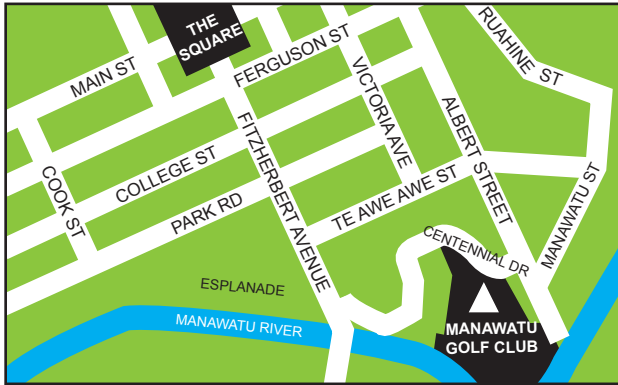 THE
SQUARE
RUAHINE ST
MAIN ST
FERGUSON ST
VICTORIA AVE
ALBERT STREET
FITZHERBERT AVENUE
COLLEGE ST
COOK ST
PARK RD
TE AWE AWE ST
MANAWATU ST
CENTENNIAL DR
ESPLANADE
MANAWATU RIVER
MANAWATU
GOLF CLUB